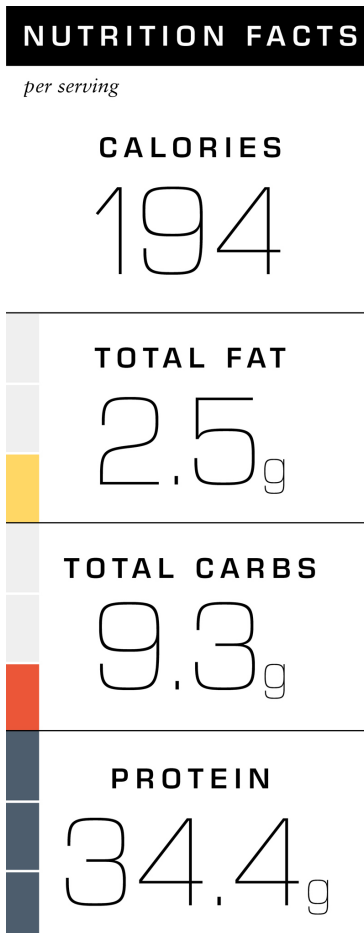 NUTRITION FACTS
per serving
CALORIES
194
TOTAL FAT
2.5g
TOTAL CARBS
9.3g
PROTEIN
34.4g